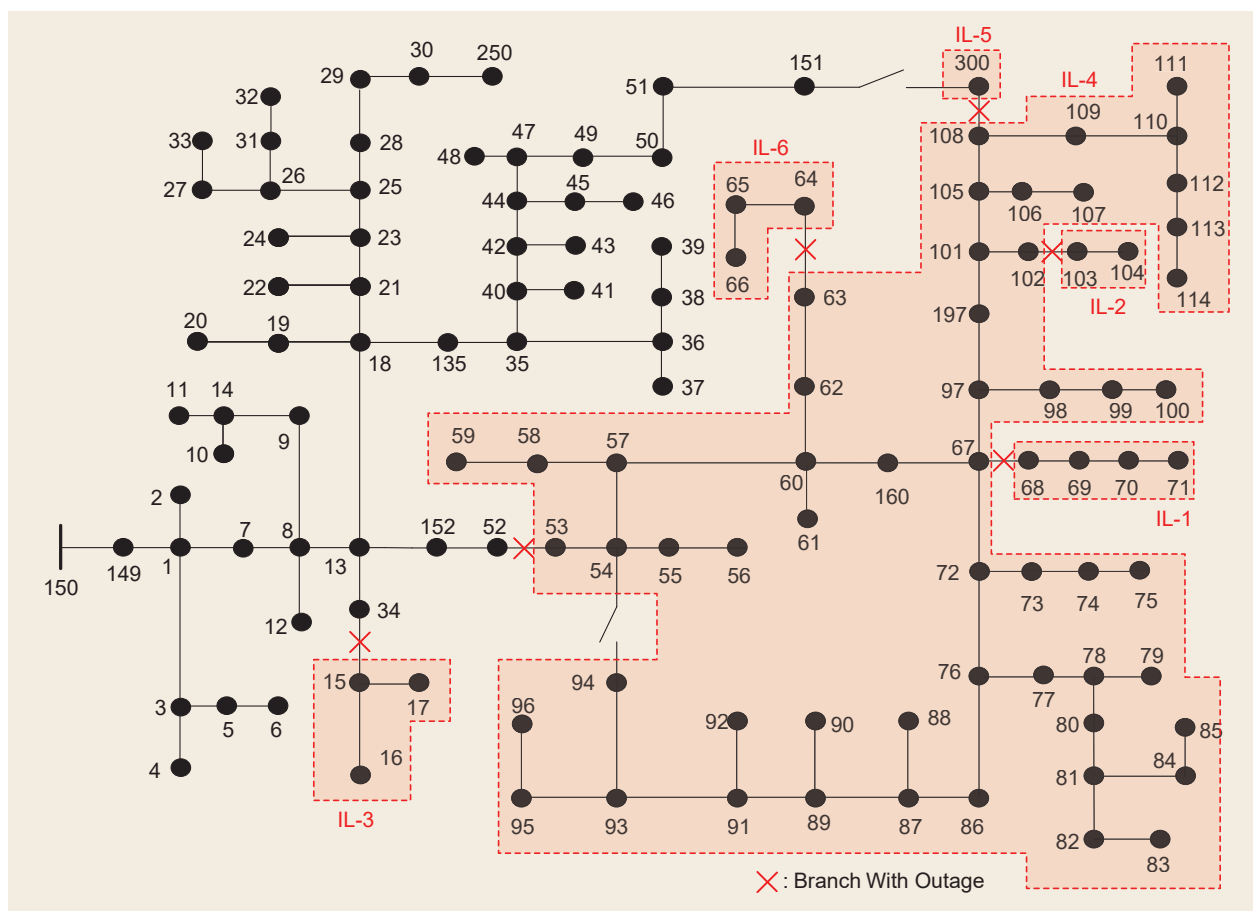 IL-5
30 250 151 300 111
29 51 IL-4
32 109
33 31 28 47 49 108 110
48 50 IL-6
27 26 25 45 65 64 105 112
44 46 106 107
24 23 42 43 39 101 113
66 102 103 104
22 21 40 41 38 63 IL-2 114
20 19 197
18 135 35 36
11 14 37 62 97
98 99 100
10 9 59 58 57 67
60 160 68 69 70 71
2 IL-1
61
7 8 152 52 53
150 149 1 13 54 55 56 72
73 74 75
12 34
94 76 78 79
15 77
3 17 96 92 90 88 80 85
5 6
4 16 81 84
IL-3 95 93 91 89 87 86
82 83
: Branch With Outage